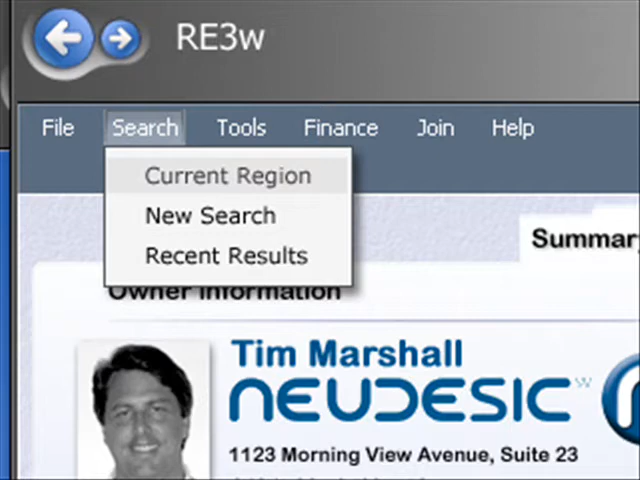 RE3w
File Search Tools Finance Join Help
Current Region
New Search
Recent Results
Summary
Owner Information
Tim Marshall
NEUDESIC
1123 Morning View Avenue, Suite 23